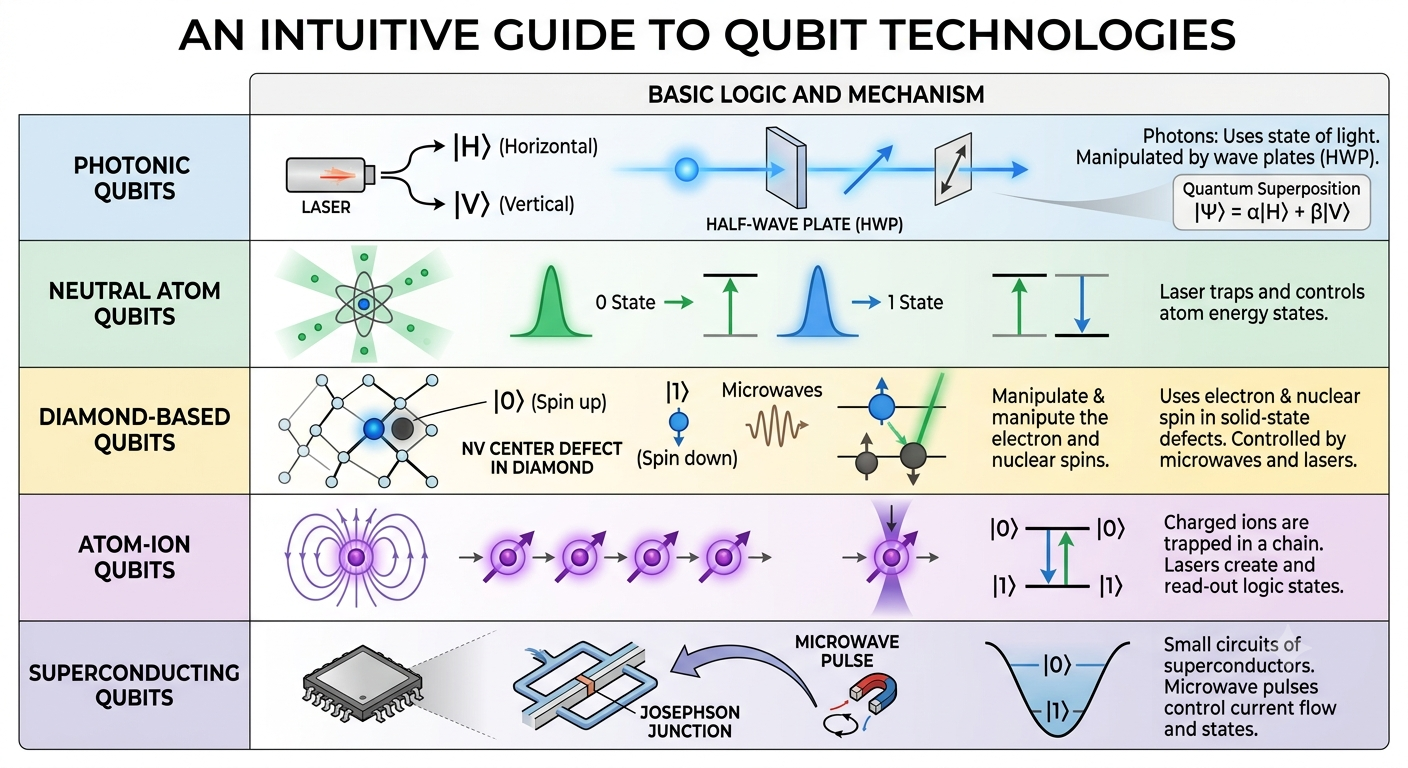 AN INTUITIVE GUIDE TO QUBIT TECHNOLOGIES
BASIC LOGIC AND MECHANISM
PHOTONIC
QUBITS
LASER
|H⟩ (Horizontal)
|V⟩ (Vertical)
HALF-WAVE PLATE (HWP)
Photons: Uses state of light.
Manipulated by wave plates (HWP).
Quantum Superposition
|Ψ⟩ = α|H⟩ + β|V⟩
NEUTRAL ATOM
QUBITS
0 State
1 State
Laser traps and controls
atom energy states.
DIAMOND-BASED
QUBITS
|0⟩ (Spin up)
NV CENTER DEFECT
IN DIAMOND
|1⟩
(Spin down)
Microwaves
Manipulate &
manipute the
electron and
nuclear spins.
Uses electron & nuclear
spin in solid-state
defects. Controlled by
microwaves and lasers.
ATOM-ION
QUBITS
|0⟩ |0⟩
|1⟩ |1⟩
Charged ions are
trapped in a chain.
Lasers create and
read-out logic states.
SUPERCONDUCTING
QUBITS
JOSEPHSON
JUNCTION
MICROWAVE
PULSE
|0⟩
|1⟩
Small circuits of
superconductors.
Microwave pulses
control current flow
and states.